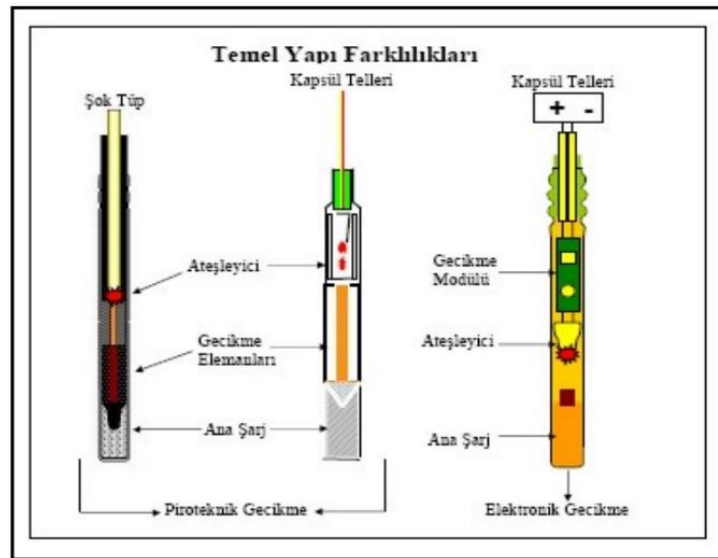 Temel Yapı Farklılıkları
Şok Tüp
Kapsül Telleri
Kapsül Telleri
+ -
Ateşleyici
Gecikme
Elemanları
Ana Şarj
Gecikme
Modülü
Ateşleyici
Ana Şarj
Piroteknik Gecikme
Elektronik Gecikme